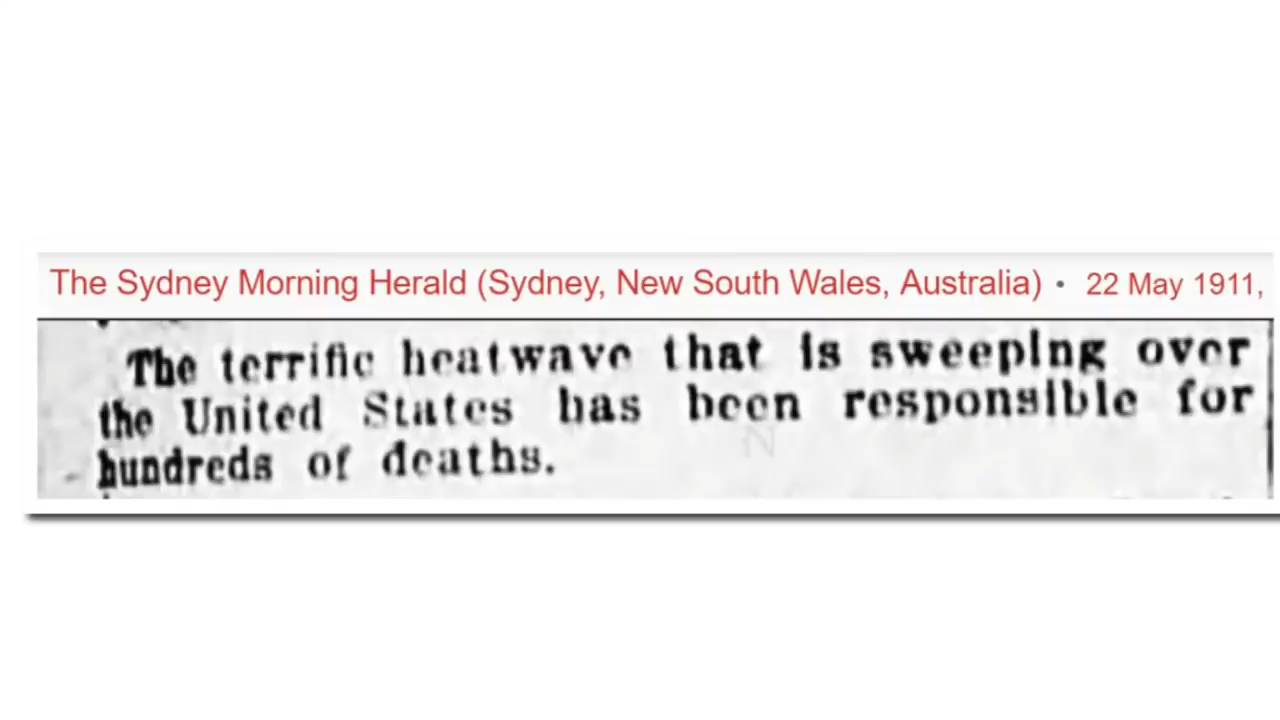 The Sydney Morning Herald (Sydney, New South Wales, Australia) • 22 May 1911,
The terrific heatwave that is sweeping over
the United States has been responsible for
hundreds of deaths.